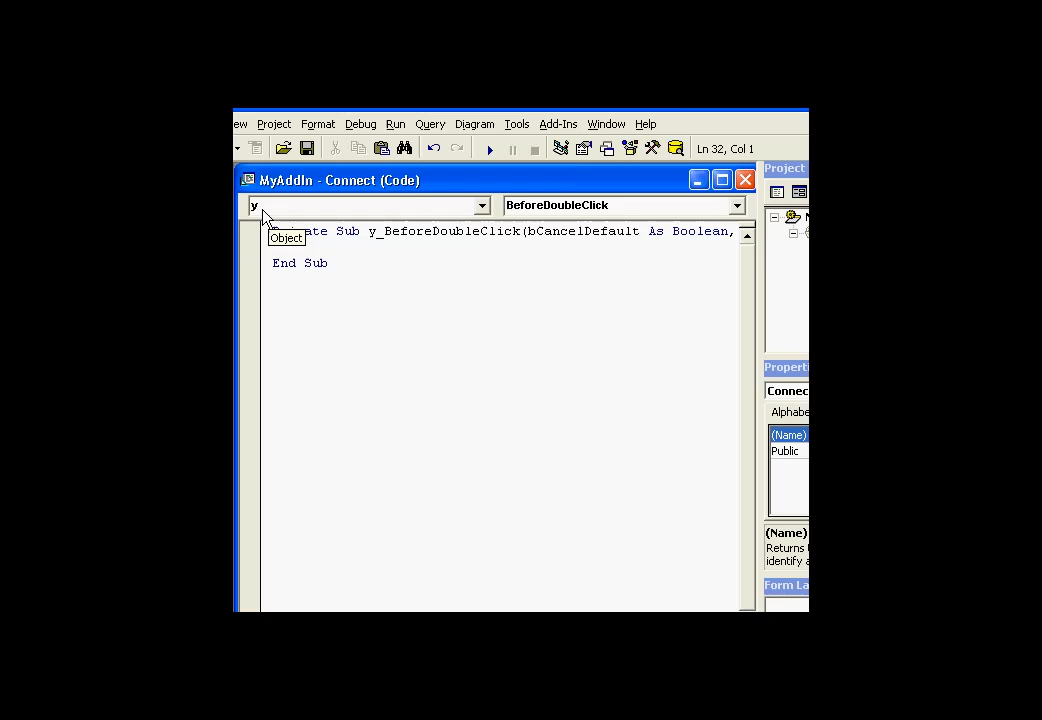 ew Project Format Debug Run Query Diagram Tools Add-Ins Window Help
Ln 32, Col 1
MyAddIn - Connect (Code)
Project
y BeforeDoubleClick
ate Sub y_BeforeDoubleClick(bCancelDefault As Boolean,
Object
End Sub
Properti
Connec
Alphabe
(Name)
Public
(Name)
Returns
identify a
Form La